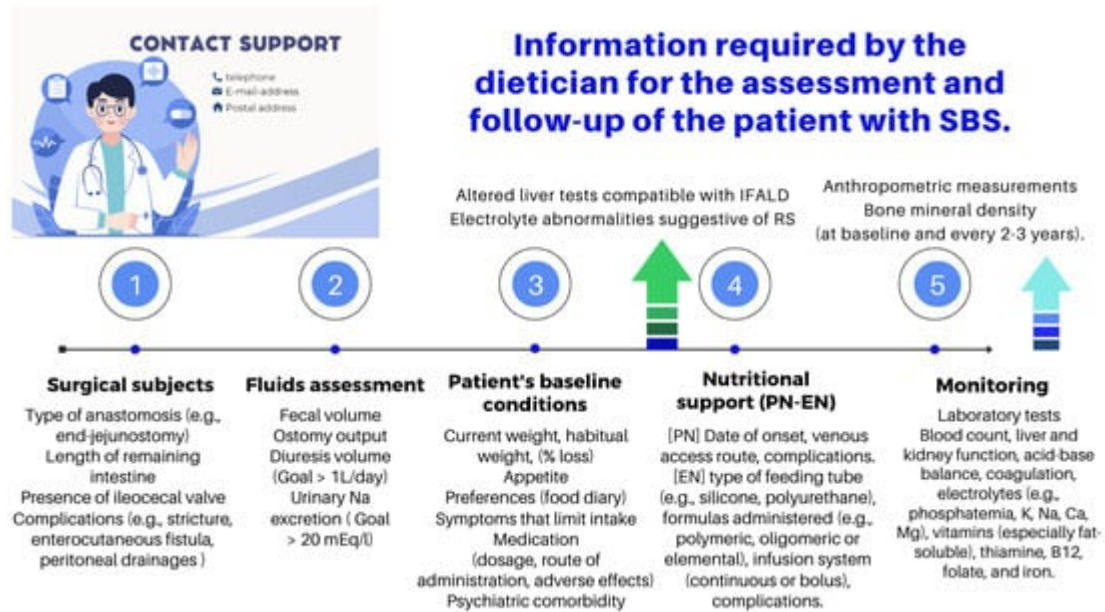 CONTACT SUPPORT
telephone
E-mail-address
Postal address
Information required by the
dietician for the assessment and
follow-up of the patient with SBS.
Altered liver tests compatible with IFALD
Electrolyte abnormalities suggestive of RS
Anthropometric measurements
Bone mineral density
(at baseline and every 2-3 years).
1
2
3
4
5
Surgical subjects
Type of anastomosis (e.g.,
end-jejunostomy)
Length of remaining
intestine
Presence of ileocecal valve
Complications (e.g., stricture,
enterocutaneous fistula,
peritoneal drainages )
Fluids assessment
Fecal volume
Ostomy output
Diuresis volume
(Goal > 1L/day)
Urinary Na
excretion ( Goal
> 20 mEq/l)
Patient's baseline
conditions
Current weight, habitual
weight, (% loss)
Appetite
Preferences (food diary)
Symptoms that limit intake
Medication
(dosage, route of
administration, adverse effects)
Psychiatric comorbidity
Nutritional
support (PN-EN)
[PN] Date of onset, venous
access route, complications.
[EN] type of feeding tube
(e.g., silicone, polyurethane),
formulas administered (e.g.,
polymeric, oligomeric or
elemental), infusion system
(continuous or bolus),
complications.
Monitoring
Laboratory tests
Blood count, liver and
kidney function, acid-base
balance, coagulation,
electrolytes (e.g.,
phosphatemia, K, Na, Ca,
Mg), vitamins (especially fat-
soluble), thiamine, B12,
folate, and iron.